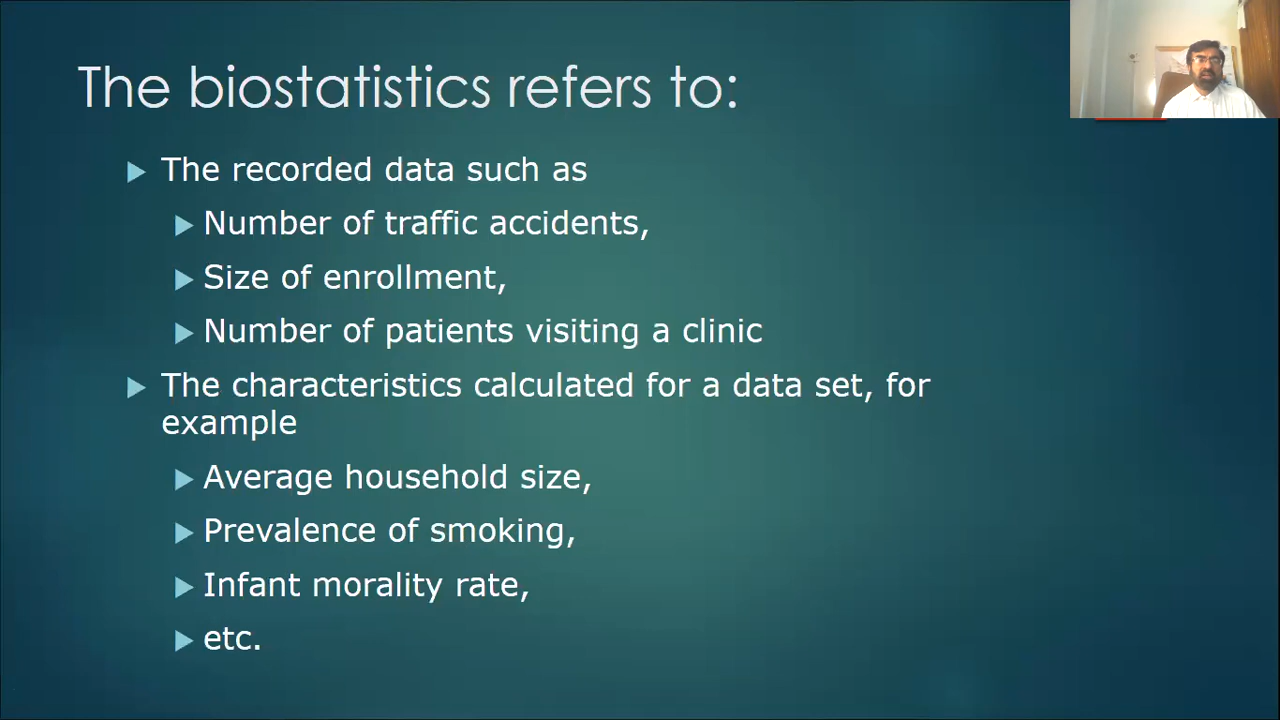 The biostatistics refers to:
The recorded data such as
Number of traffic accidents,
Size of enrollment,
Number of patients visiting a clinic
The characteristics calculated for a data set, for
example
Average household size,
Prevalence of smoking,
Infant morality rate,
etc.